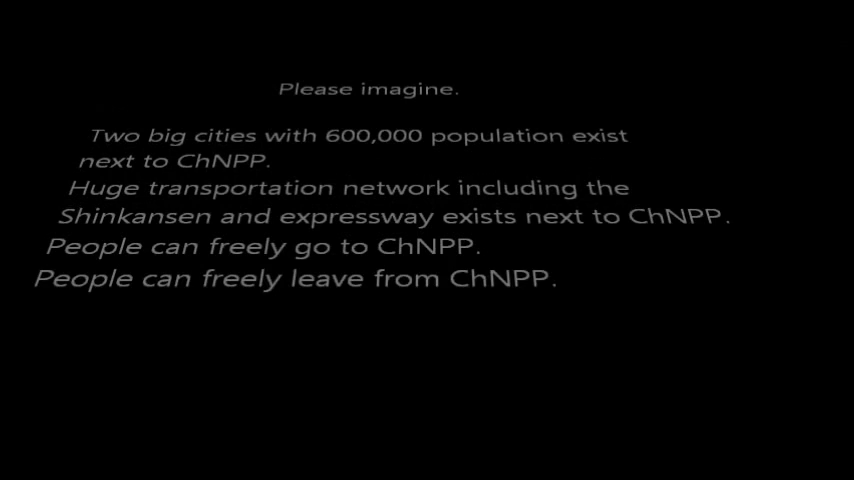 Please imagine.
Two big cities with 600,000 population exist
next to ChNPP.
Huge transportation network including the
Shinkansen and expressway exists next to ChNPP.
People can freely go to ChNPP.
People can freely leave from ChNPP.